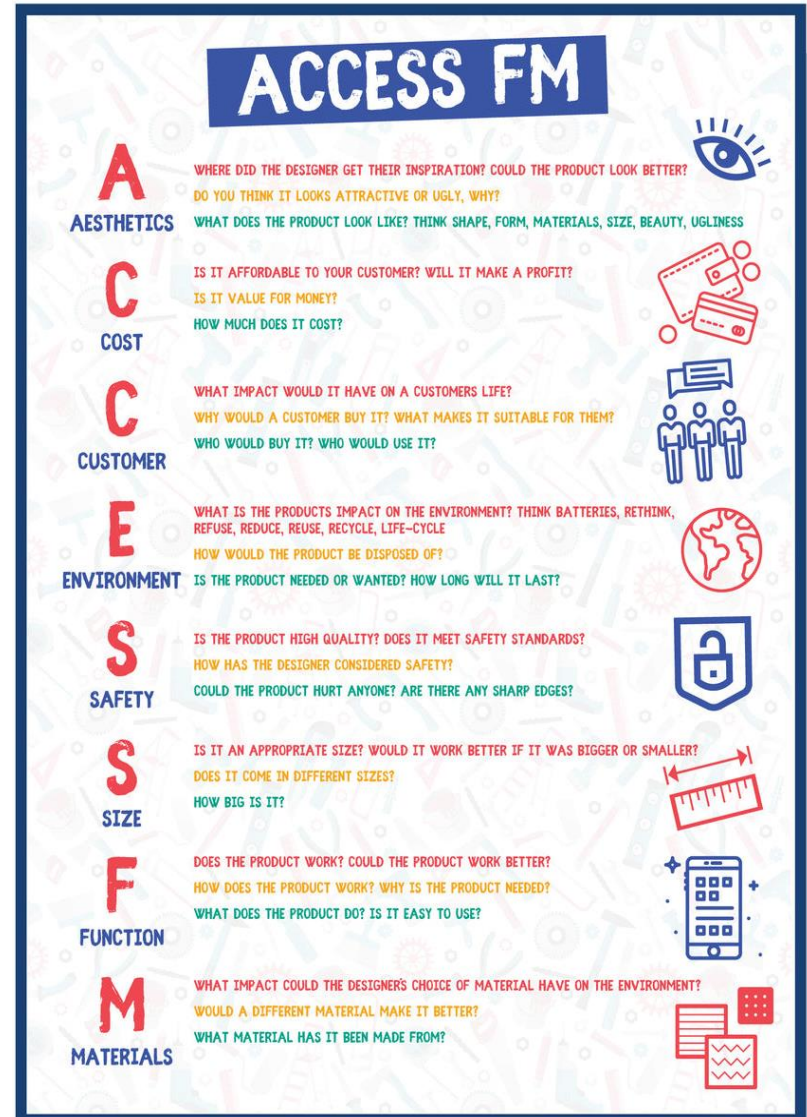 ACCESS FM
A
AESTHETICS
WHERE DID THE DESIGNER GET THEIR INSPIRATION? COULD THE PRODUCT LOOK BETTER?
DO YOU THINK IT LOOKS ATTRACTIVE OR UGLY, WHY?
WHAT DOES THE PRODUCT LOOK LIKE? THINK SHAPE, FORM, MATERIALS, SIZE, BEAUTY, UGLINESS
C
COST
IS IT AFFORDABLE TO YOUR CUSTOMER? WILL IT MAKE A PROFIT?
IS IT VALUE FOR MONEY?
HOW MUCH DOES IT COST?
C
CUSTOMER
WHAT IMPACT WOULD IT HAVE ON A CUSTOMERS LIFE?
WHY WOULD A CUSTOMER BUY IT? WHAT MAKES IT SUITABLE FOR THEM?
WHO WOULD BUY IT? WHO WOULD USE IT?
E
ENVIRONMENT
WHAT IS THE PRODUCTS IMPACT ON THE ENVIRONMENT? THINK BATTERIES, RETHINK,
REFUSE, REDUCE, REUSE, RECYCLE, LIFE-CYCLE
HOW WOULD THE PRODUCT BE DISPOSED OF?
IS THE PRODUCT NEEDED OR WANTED? HOW LONG WILL IT LAST?
S
SAFETY
IS THE PRODUCT HIGH QUALITY? DOES IT MEET SAFETY STANDARDS?
HOW HAS THE DESIGNER CONSIDERED SAFETY?
COULD THE PRODUCT HURT ANYONE? ARE THERE ANY SHARP EDGES?
S
SIZE
IS IT AN APPROPRIATE SIZE? WOULD IT WORK BETTER IF IT WAS BIGGER OR SMALLER?
DOES IT COME IN DIFFERENT SIZES?
HOW BIG IS IT?
F
FUNCTION
DOES THE PRODUCT WORK? COULD THE PRODUCT WORK BETTER?
HOW DOES THE PRODUCT WORK? WHY IS THE PRODUCT NEEDED?
WHAT DOES THE PRODUCT DO? IS IT EASY TO USE?
M
MATERIALS
WHAT IMPACT COULD THE DESIGNER'S CHOICE OF MATERIAL HAVE ON THE ENVIRONMENT?
WOULD A DIFFERENT MATERIAL MAKE IT BETTER?
WHAT MATERIAL HAS IT BEEN MADE FROM?